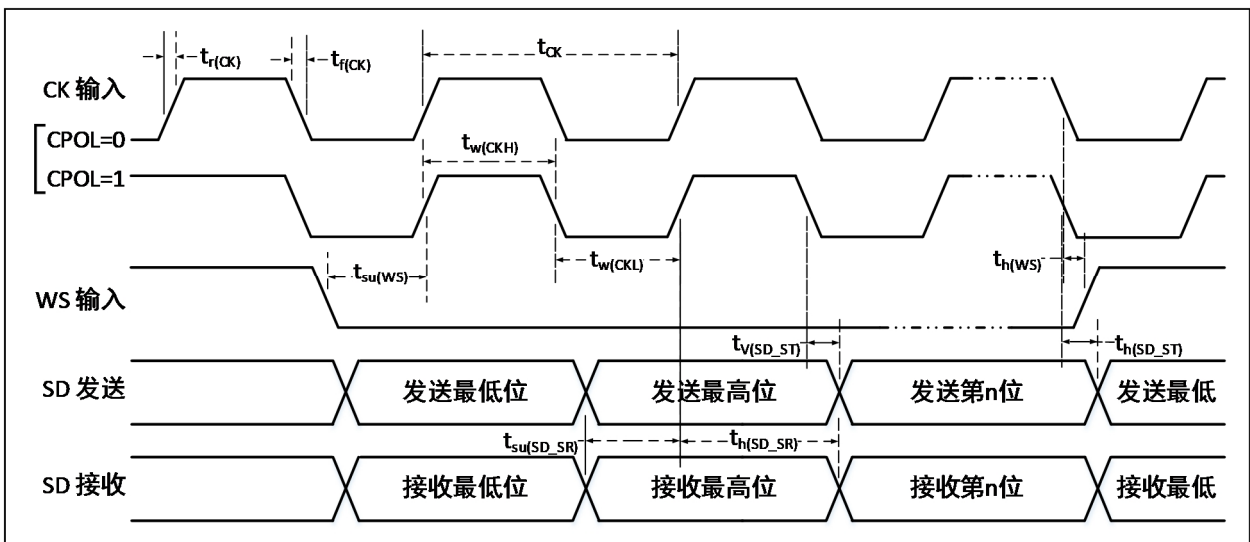 tr(CK)
tf(CK)
tCK
CK 输入
CPOL=0
CPOL=1
tw(CKH)
tsu(WS)
tw(CKL)
th(WS)
WS 输入
tV(SD_ST)
th(SD_ST)
SD 发送
发送最低位
发送最高位
发送第n位
发送最低
tsu(SD_SR)
th(SD_SR)
SD 接收
接收最低位
接收最高位
接收第n位
接收最低